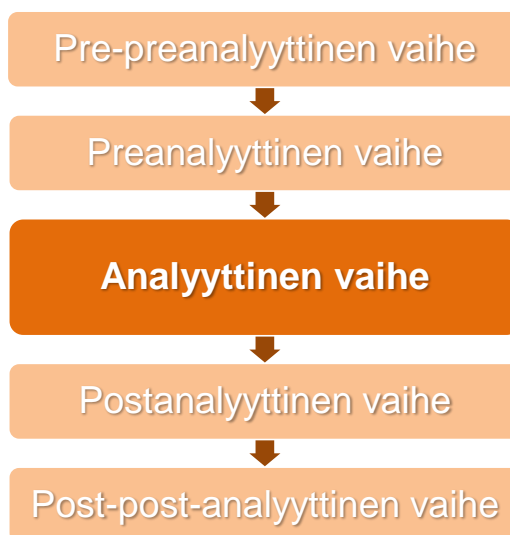 Pre-preanalyyttinen vaihe
Preanalyyttinen vaihe
Analyyttinen vaihe
Postanalyyttinen vaihe
Post-post-analyyttinen vaihe